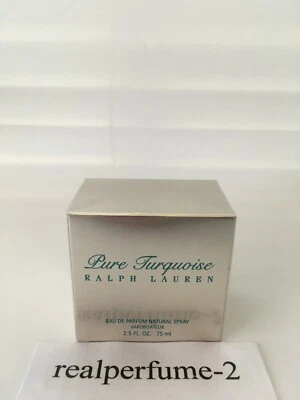 Pure Turquoise
RALPH LAUREN
EAU DE PARFUM NATURAL SPRAY
VAPORISATEUR
2.5 FL. OZ. 75 ml
realperfume-2